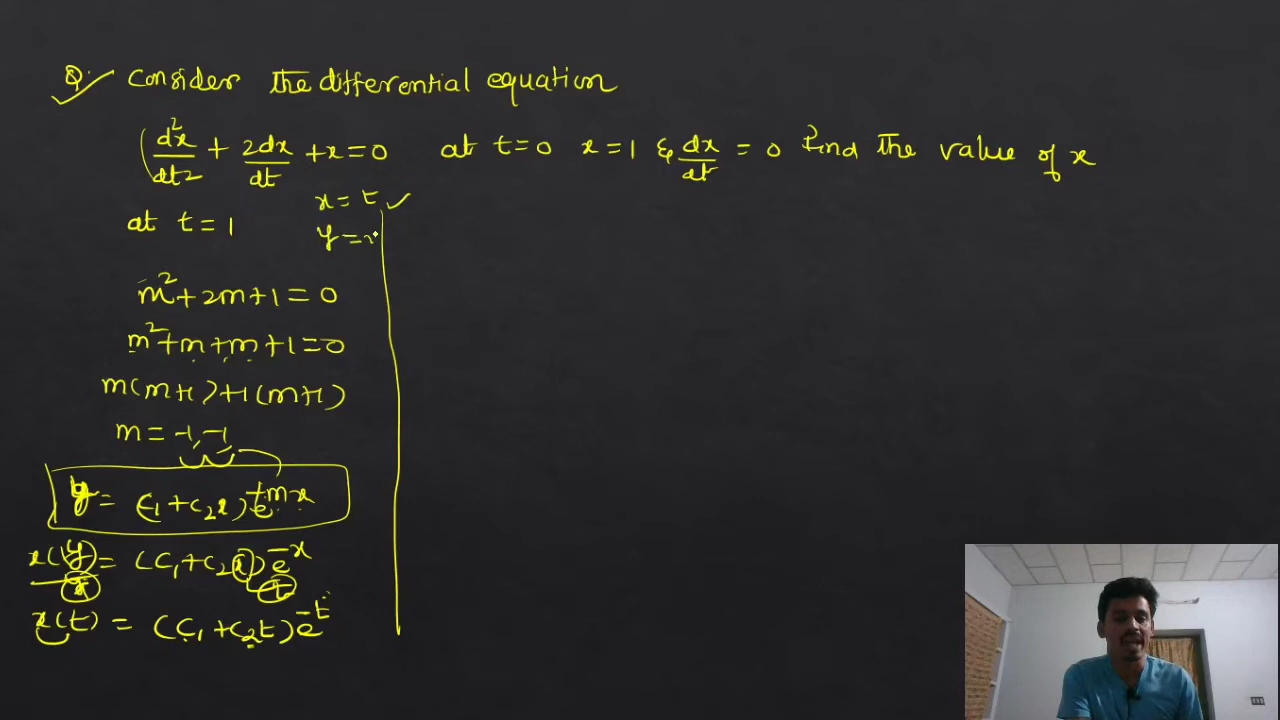 Q. Consider the differential equation
(d²x/dt2 + 2dx/dt + x = 0 at t = 0 x = 1 & dx/dt = 0 find the value of x
at t = 1
x = t ✓
y = x
m² + 2m + 1 = 0
m² + m + m + 1 = 0
m(m+1) + 1(m+1)
m = -1, -1
y = (c₁ + c₂x) e^{+mx}
= (c₁ + c₂x) e^{-x}
x(t) = (c₁ + c₂t) e^{-t}